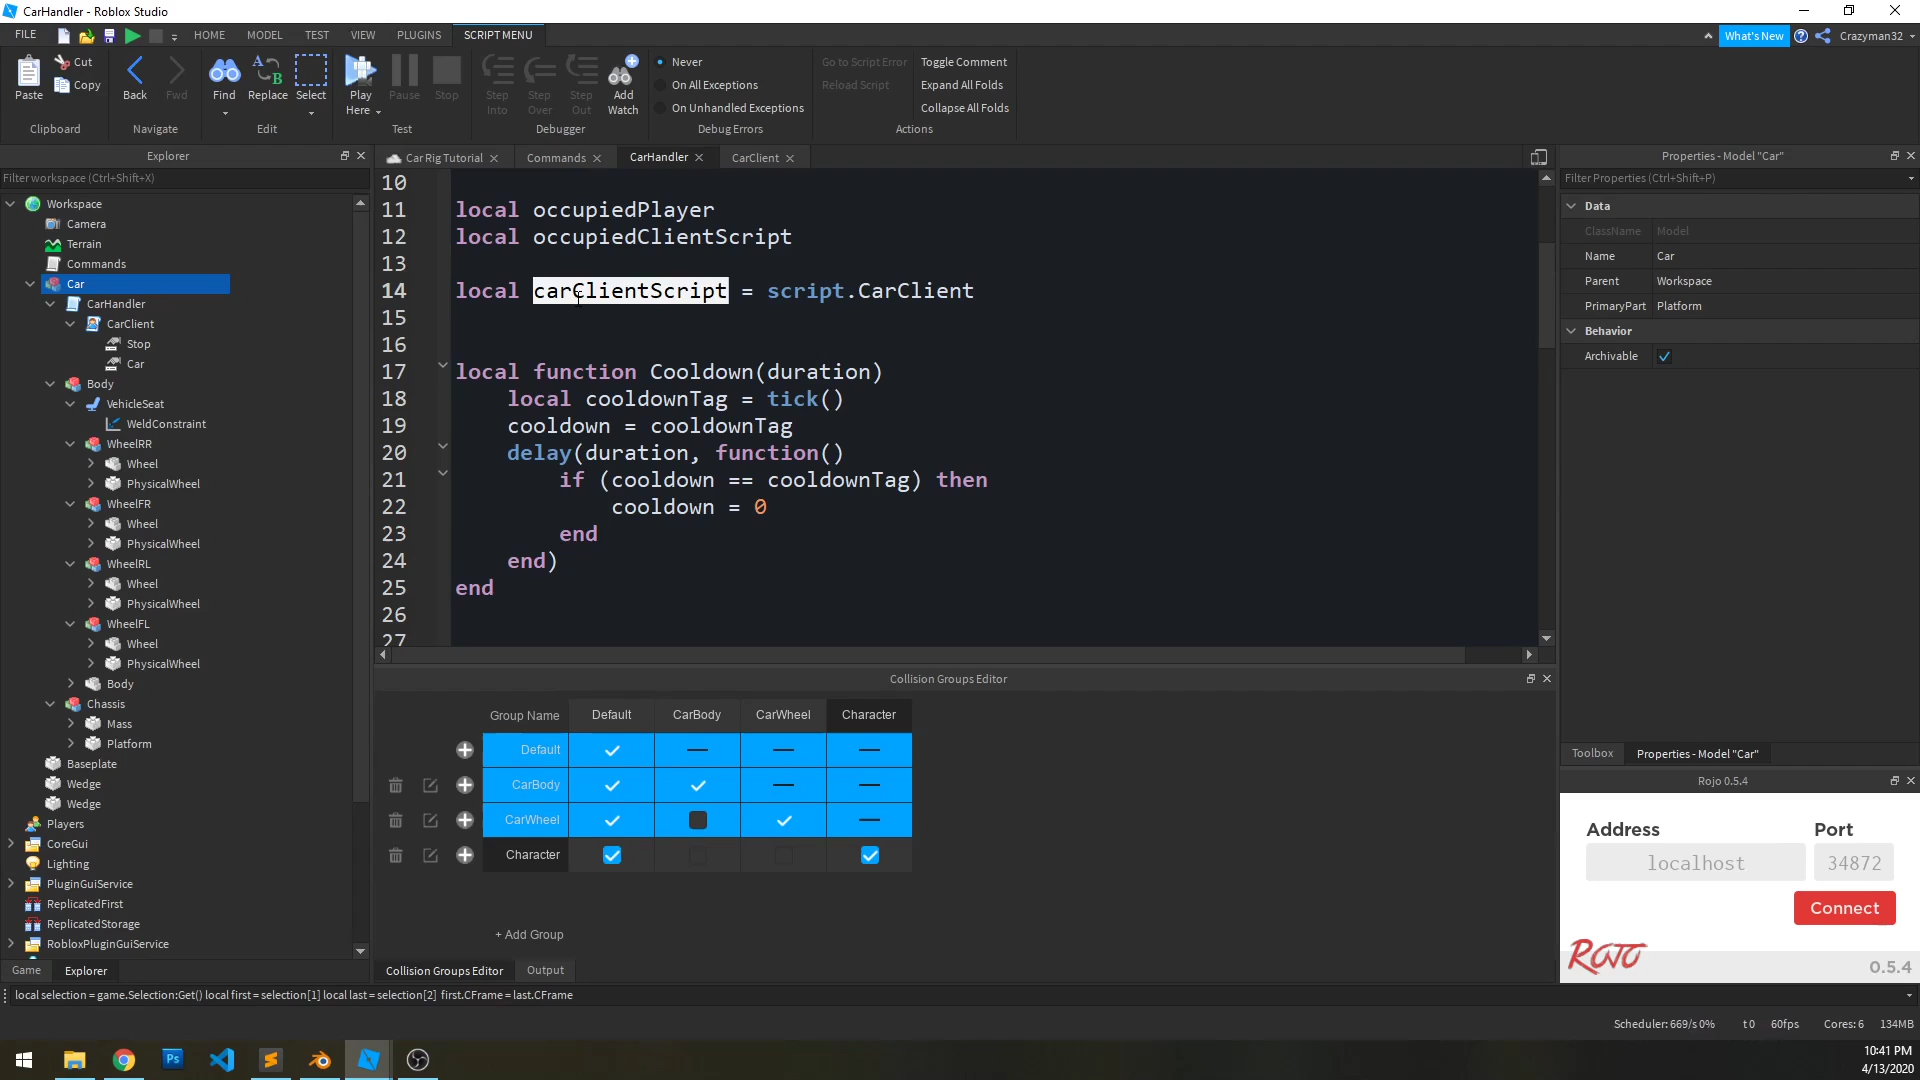 CarHandler - Roblox Studio
FILE
HOME
MODEL
TEST
VIEW
PLUGINS
SCRIPT MENU
What's New
Crazyman32
Paste
Cut
Copy
Clipboard
Back
Fwd
Navigate
Find
Replace
Select
Edit
Play Here
Pause
Stop
Test
Step Into
Step Over
Step Out
Add Watch
Debugger
Never
On All Exceptions
On Unhandled Exceptions
Debug Errors
Go to Script Error
Reload Script
Toggle Comment
Expand All Folds
Collapse All Folds
Actions
Explorer
Filter workspace (Ctrl+Shift+X)
Workspace
Camera
Terrain
Commands
Car
CarHandler
CarClient
Stop
Car
Body
VehicleSeat
WeldConstraint
WheelRR
Wheel
PhysicalWheel
WheelFR
Wheel
PhysicalWheel
WheelRL
Wheel
PhysicalWheel
WheelFL
Wheel
PhysicalWheel
Body
Chassis
Mass
Platform
Baseplate
Wedge
Wedge
Players
CoreGui
Lighting
PluginGuiService
ReplicatedFirst
ReplicatedStorage
RobloxPluginGuiService
Game
Explorer
Car Rig Tutorial
Commands
CarHandler
CarClient
10
11 local occupiedPlayer
12 local occupiedClientScript
13
14 local carClientScript = script.CarClient
15
16
17 local function Cooldown(duration)
18 local cooldownTag = tick()
19 cooldown = cooldownTag
20 delay(duration, function()
21 if (cooldown == cooldownTag) then
22 cooldown = 0
23 end
24 end)
25 end
26
27
Collision Groups Editor
Group Name Default CarBody CarWheel Character
Default
CarBody
CarWheel
Character
+ Add Group
Collision Groups Editor
Output
Properties - Model "Car"
Filter Properties (Ctrl+Shift+P)
Data
ClassName Model
Name Car
Parent Workspace
PrimaryPart Platform
Behavior
Archivable
Toolbox
Properties - Model "Car"
Rojo 0.5.4
Address
Port
localhost
34872
Connect
ROJO
0.5.4
local selection = game.Selection:Get() local first = selection[1] local last = selection[2] first.CFrame = last.CFrame
Scheduler: 669/s 0%
t 0
60fps
Cores: 6
134MB
Ps
10:41 PM
4/13/2020